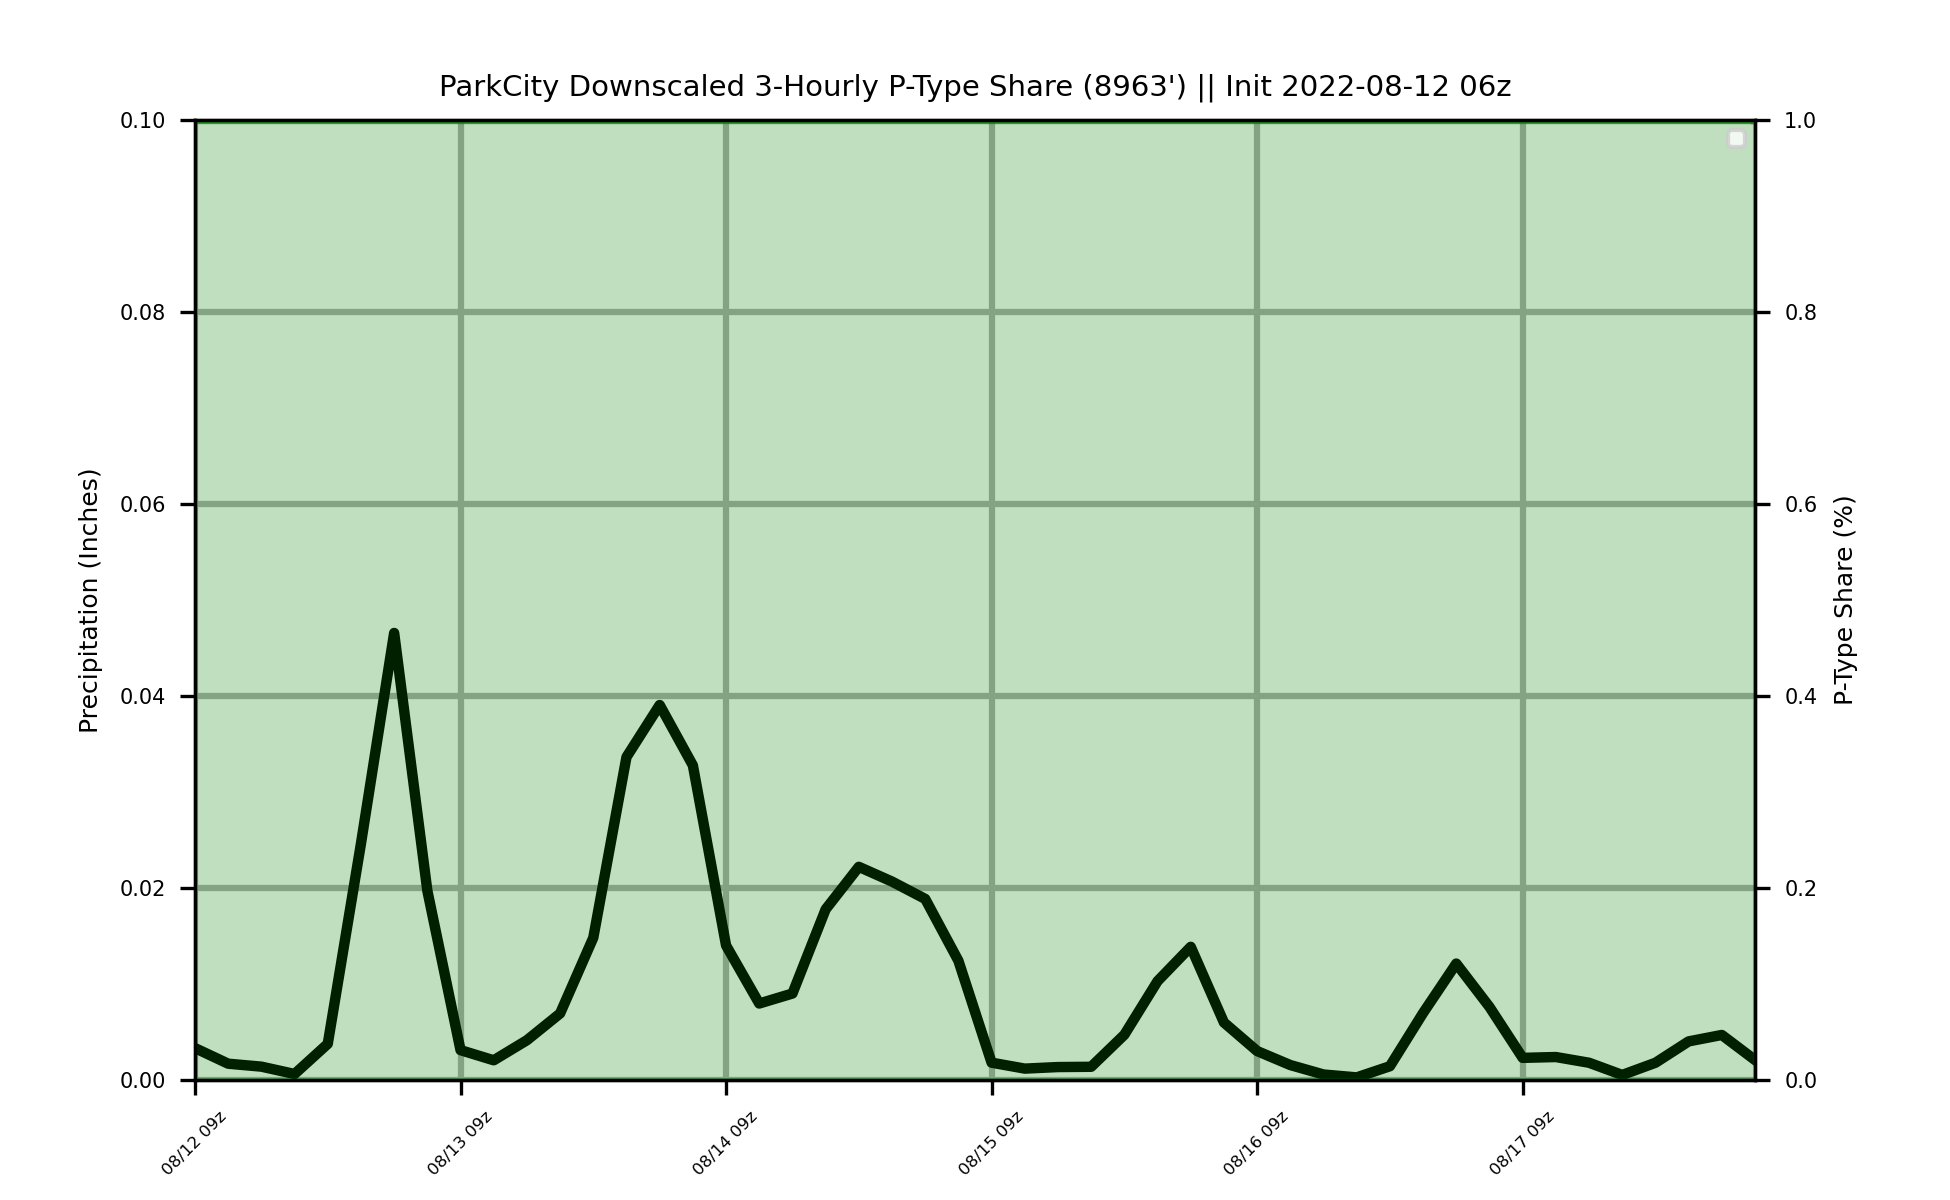 ParkCity Downscaled 3-Hourly P-Type Share (8963') || Init 2022-08-12 06z
Precipitation (Inches)
0.10
0.08
0.06
0.04
0.02
0.00
1.0
0.8
0.6
0.4
0.2
0.0
P-Type Share (%)
08/12 09z
08/13 09z
08/14 09z
08/15 09z
08/16 09z
08/17 09z